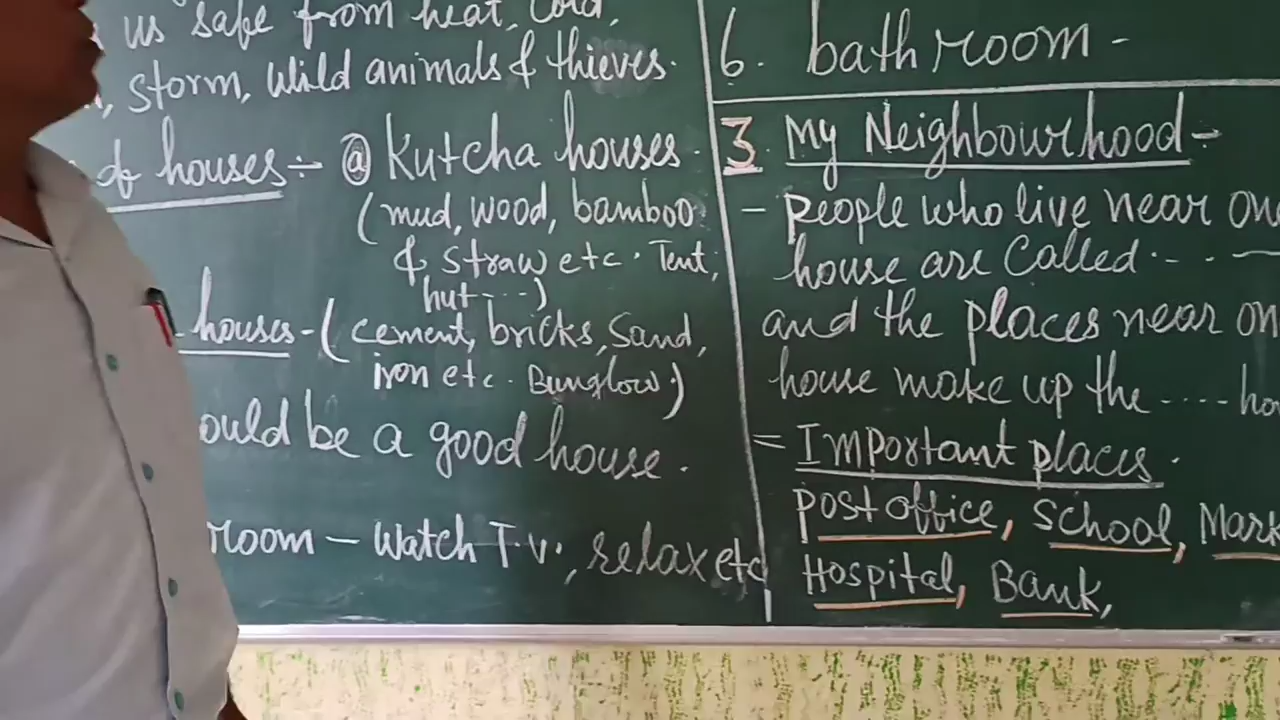 us safe from heat, cold,
storm, wild animals & thieves.
of houses :- (a) Kutcha houses.
(mud, wood, bamboo
& straw etc. Tent,
hut ---)
houses - (cement, bricks, Sand,
iron etc. Bunglow.)
ould be a good house.
room - Watch T.V., relax etc
6. bathroom -
3. My Neighbourhood :-
- People who live near
house are called ---
and the places near
house make up the ----
= Important places.
Post office, School, Mark
Hospital, Bank,